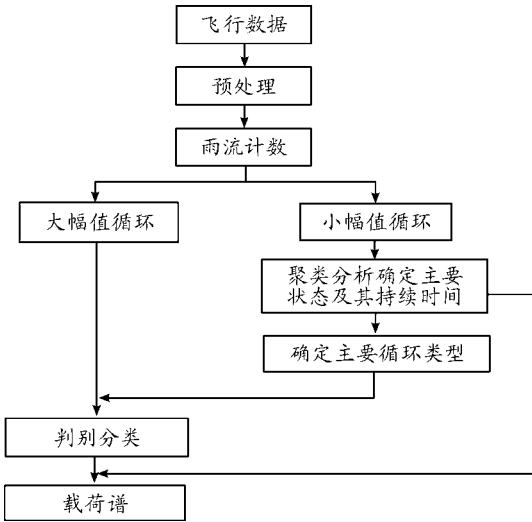 飞行数据
预处理
雨流计数
大幅值循环
小幅值循环
聚类分析确定主要
状态及其持续时间
确定主要循环类型
判别分类
载荷谱